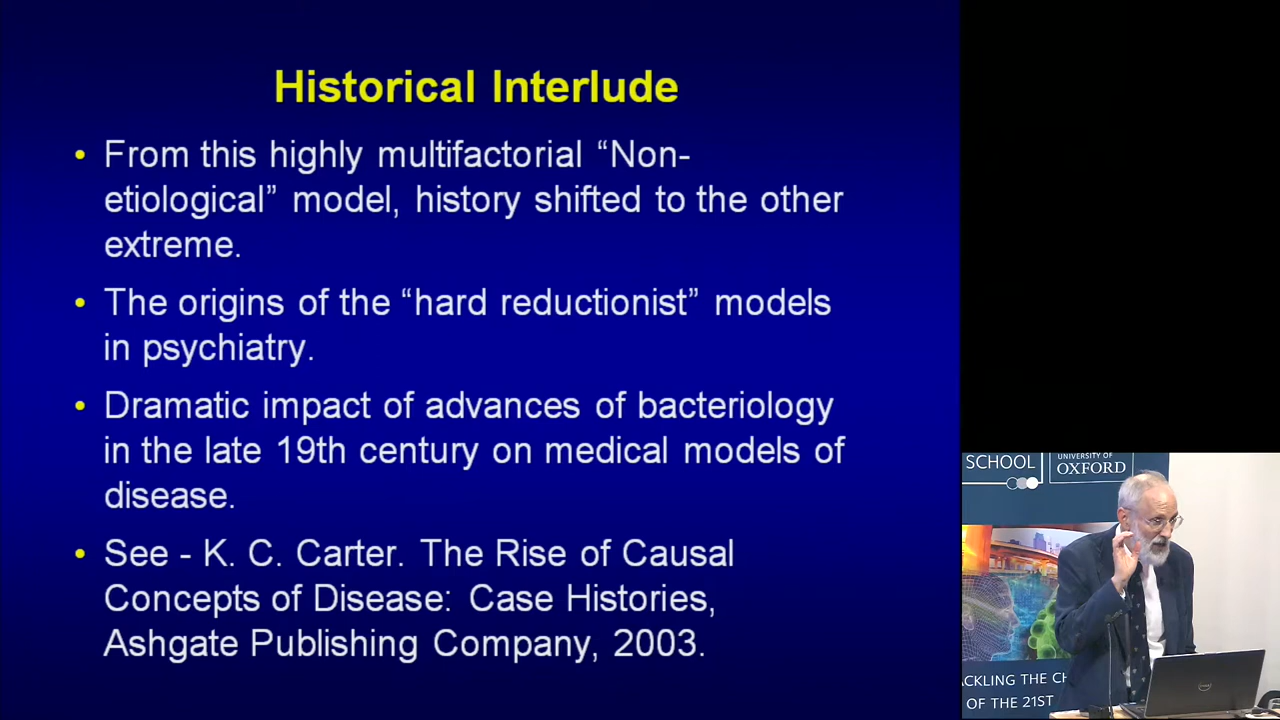 Historical Interlude
• From this highly multifactorial “Non-
etiological” model, history shifted to the other
extreme.
• The origins of the “hard reductionist” models
in psychiatry.
• Dramatic impact of advances of bacteriology
in the late 19th century on medical models of
disease.
• See - K. C. Carter. The Rise of Causal
Concepts of Disease: Case Histories,
Ashgate Publishing Company, 2003.
SCHOOL
UNIVERSITY OF
OXFORD
ACKLING THE CH
OF THE 21ST
DELL